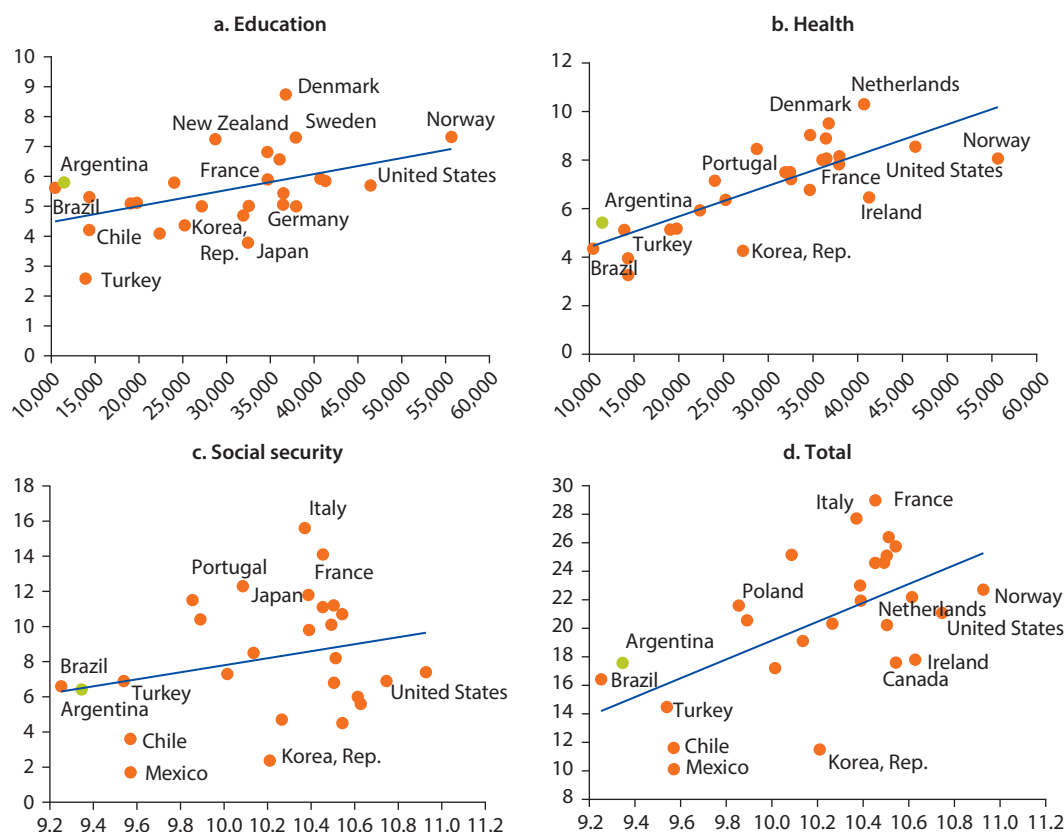 a. Education
10
9
8
7
6
5
4
3
2
1
0
Denmark
New Zealand
Sweden
Norway
Argentina
France
United States
Brazil
Germany
Chile
Korea,
Rep.
Japan
Turkey
10,000
15,000
20,000
25,000
30,000
35,000
40,000
45,000
50,000
55,000
60,000
b. Health
12
10
8
6
4
2
0
Netherlands
Denmark
Norway
Portugal
United States
France
Argentina
Ireland
Turkey
Korea, Rep.
Brazil
10,000
15,000
20,000
25,000
30,000
35,000
40,000
45,000
55,000
60,000
c. Social security
18
16
14
12
10
8
6
4
2
0
Italy
Portugal
France
Japan
Brazil
Turkey
United States
Argentina
Chile
Korea, Rep.
Mexico
9.2
9.4
9.6
9.8
10.0
10.2
10.4
10.6
10.8
11.0
11.2
d. Total
30
28
26
24
22
20
18
16
14
12
10
8
Italy
France
Poland
Norway
Netherlands
United States
Argentina
Ireland
Brazil
Canada
Turkey
Chile
Korea, Rep.
Mexico
9.2
9.4
9.6
9.8
10.0
10.2
10.4
10.6
10.8
11.0
11.2